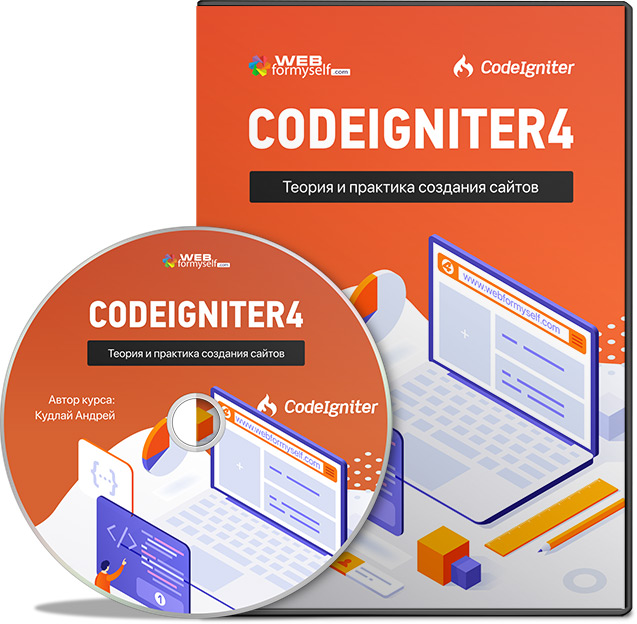 WEB
formyself.com
CodeIgniter
CODEIGNITER4
Теория и практика создания сайтов
www.webformyself.com
WEB
formyself.com
CODEIGNITER4
Теория и практика создания сайтов
Автор курса:
Кудлай Андрей
CodeIgniter
www.webformyself.com
{...}
</>
1